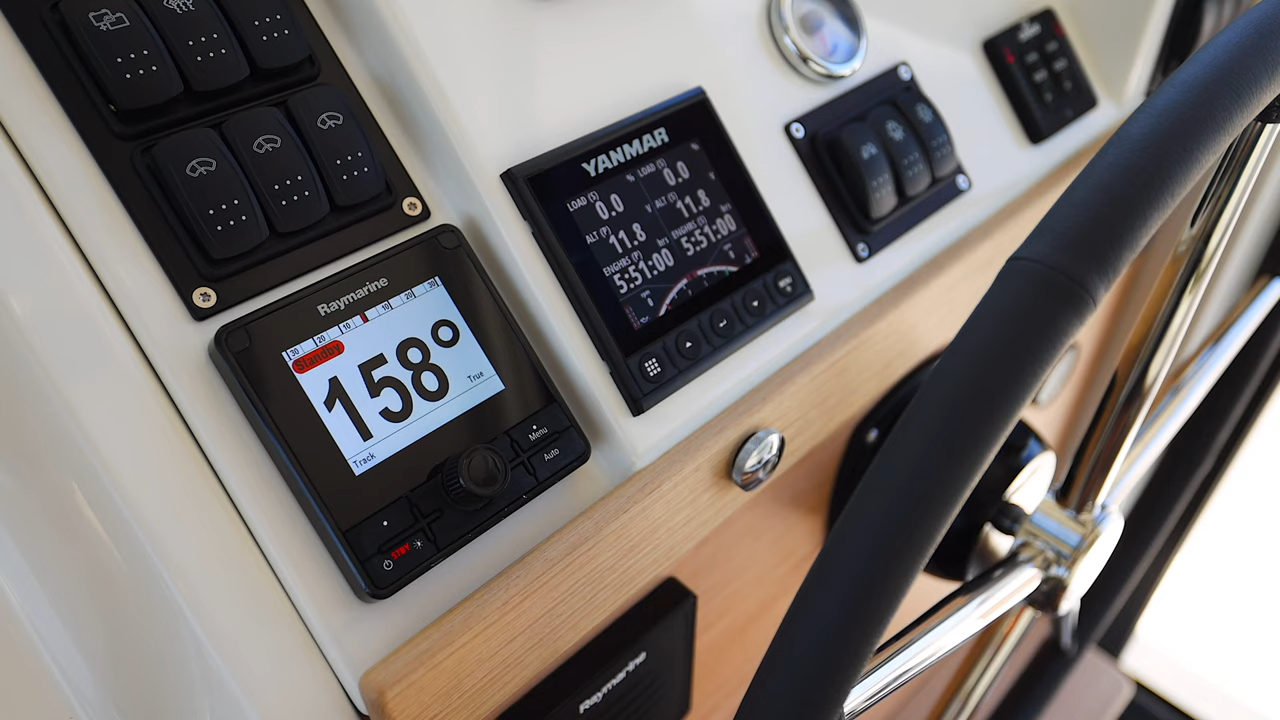 Raymarine
30 20 10 10 20 30
Standby
158°
True
Track
Menu
Auto
STBY
YANMAR
LOAD (S) % LOAD (S) %
0.0 0.0
ALT (P) V ALT (P) V
11.8 11.8
ENGHRS (P) hrs ENGHRS (P)
5:51:00 5:51:00
Raymarine